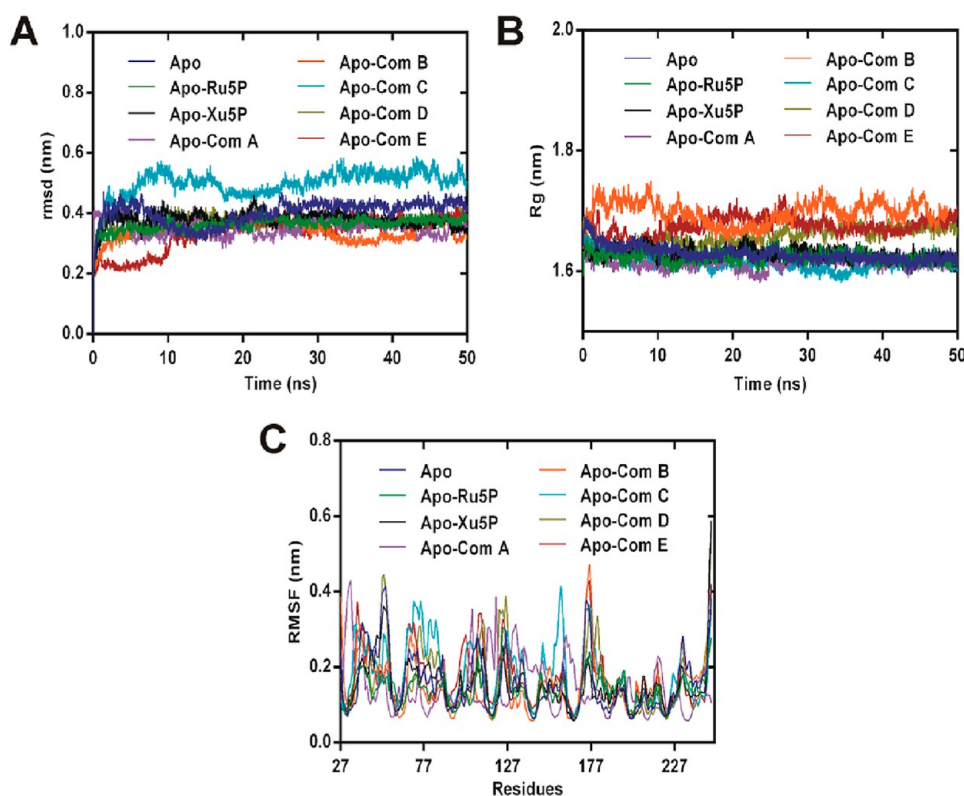 A
rmsd (nm)
1.0
0.8
0.6
0.4
0.2
0.0
Apo
Apo-Ru5P
Apo-Xu5P
Apo-Com A
Apo-Com B
Apo-Com C
Apo-Com D
Apo-Com E
0 10 20 30 40 50
Time (ns)
B
Rg (nm)
2.0
1.8
1.6
Apo
Apo-Ru5P
Apo-Xu5P
Apo-Com A
Apo-Com B
Apo-Com C
Apo-Com D
Apo-Com E
0 10 20 30 40 50
Time (ns)
C
RMSF (nm)
0.8
0.6
0.4
0.2
0.0
Apo
Apo-Ru5P
Apo-Xu5P
Apo-Com A
Apo-Com B
Apo-Com C
Apo-Com D
Apo-Com E
27 77 127 177 227
Residues